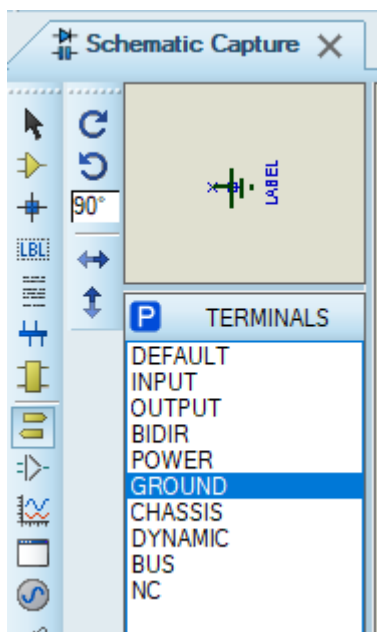 Schematic Capture
90°
LBL
LABEL
P TERMINALS
DEFAULT
INPUT
OUTPUT
BIDIR
POWER
GROUND
CHASSIS
DYNAMIC
BUS
NC